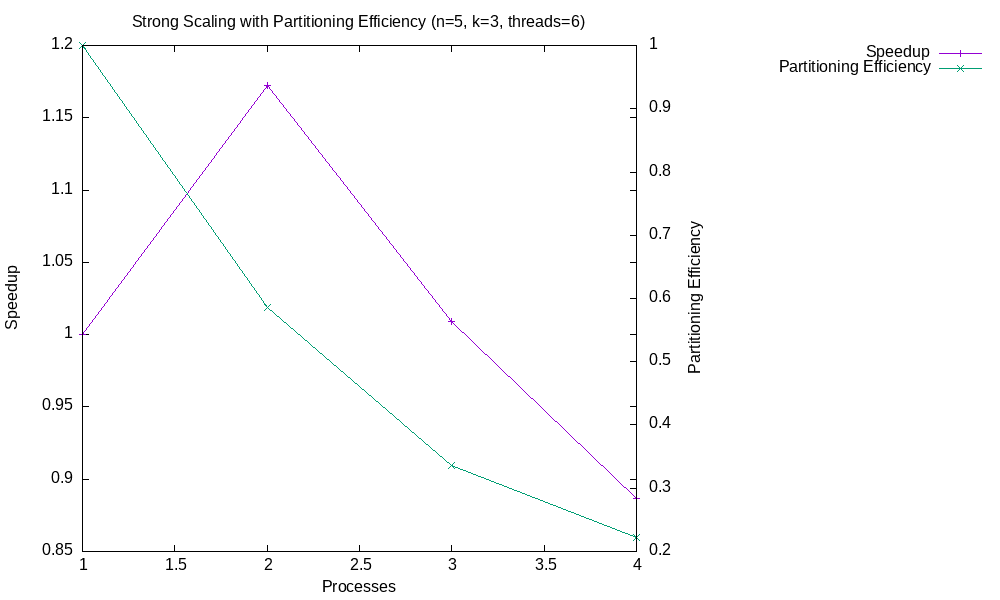 Strong Scaling with Partitioning Efficiency (n=5, k=3, threads=6)
Speedup
Partitioning Efficiency
1.2
1.15
1.1
1.05
1
0.95
0.9
0.85
Speedup
1
0.9
0.8
0.7
0.6
0.5
0.4
0.3
0.2
Partitioning Efficiency
1 1.5 2 2.5 3 3.5 4
Processes